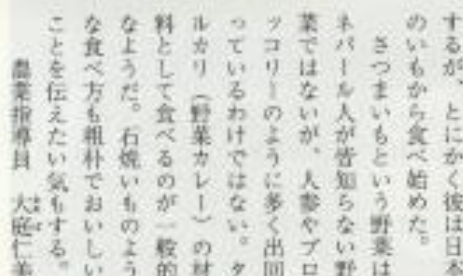 するが、とにかく彼は日本
のいもから食べ始めた。
さつまいもという野菜は
ネパール人が皆知らない野
菜ではないが、人参やブロ
ッコリーのように多く出回
っているわけではない。タ
ルカリ（野菜カレー）の材
料として食べるのが一般的
なようだ。石焼いものよう
な食べ方も粗朴でおいしい
ことを伝えたい気もする。
農業指導員　大庭仁美